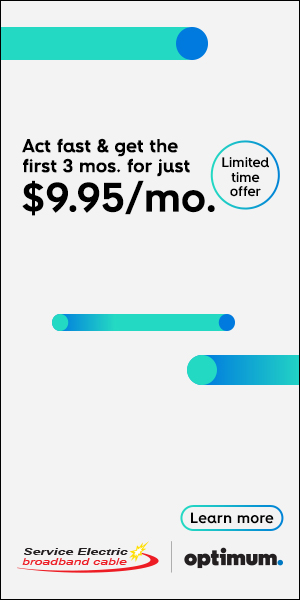 Act fast & get the
first 3 mos. for just
$9.95/mo.
Limited
time
offer
Learn more
Service Electric
broadband cable
optimum.